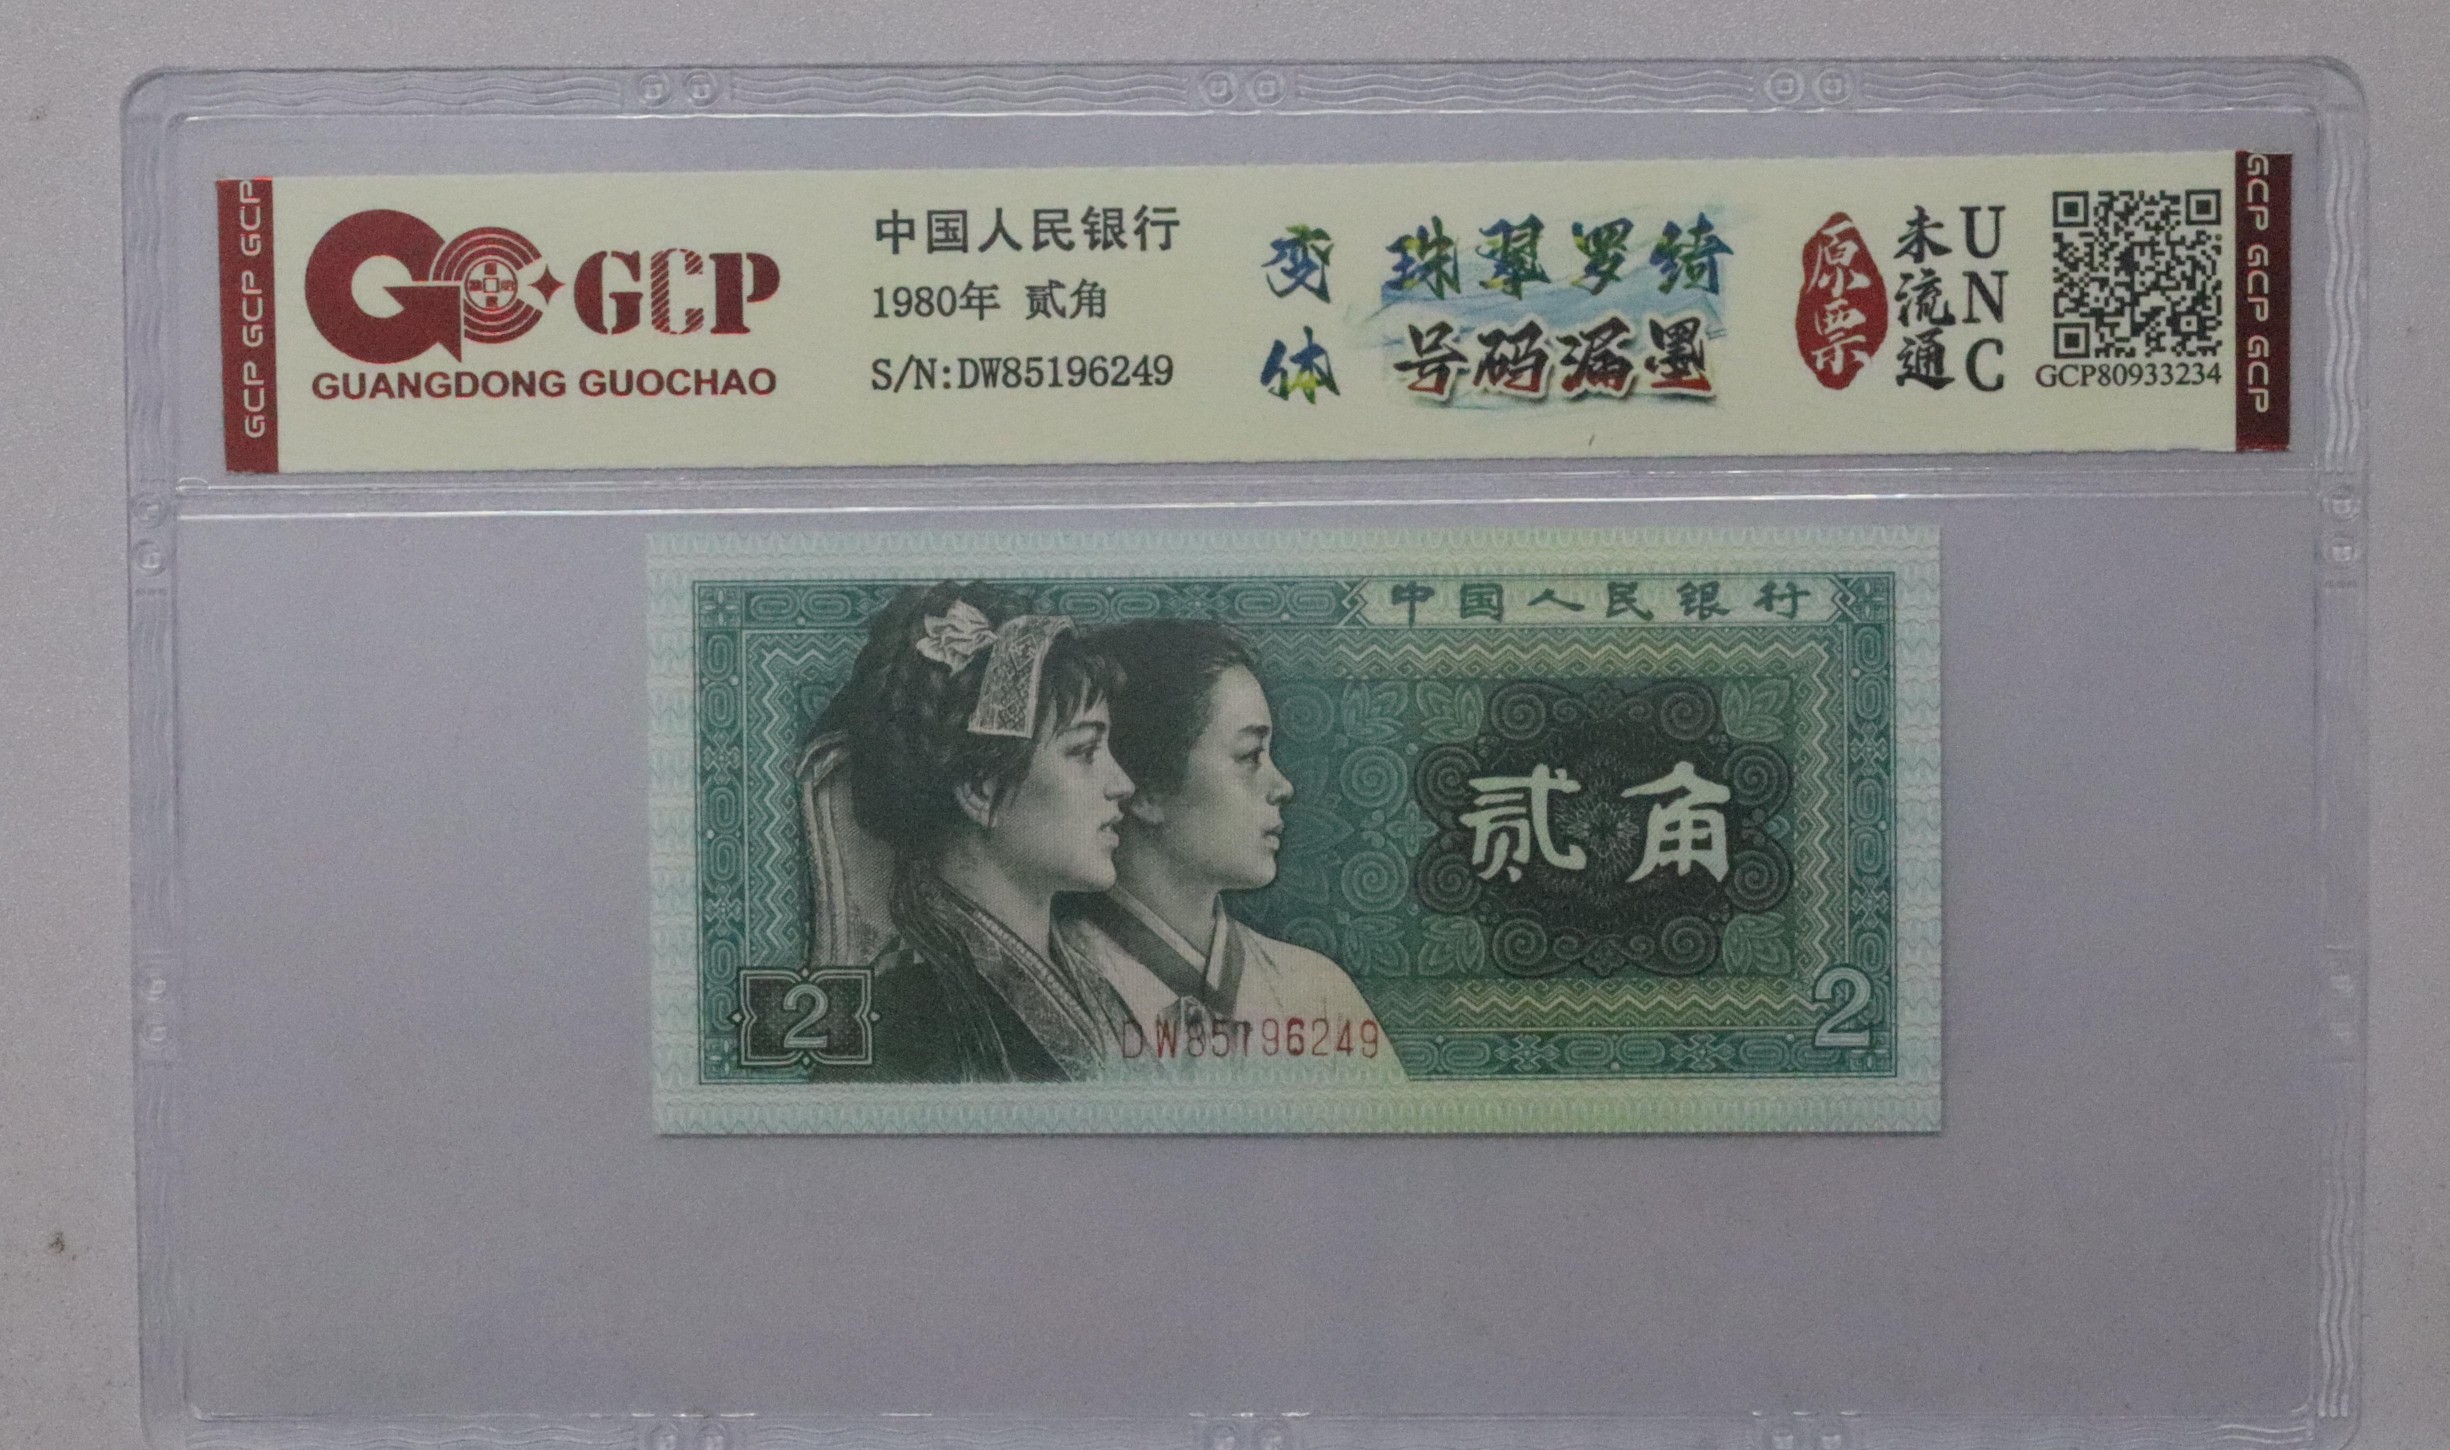 GCP GCP GCP
GCP
GUANGDONG GUOCHAO
中国人民银行
1980年 贰角
S/N:DW85196249
变体
珠翠罗绮
号码漏墨
原票
未流通
UNC
GCP80933234
GCP GCP GCP
中国人民银行
贰角
2
DW85196249
2